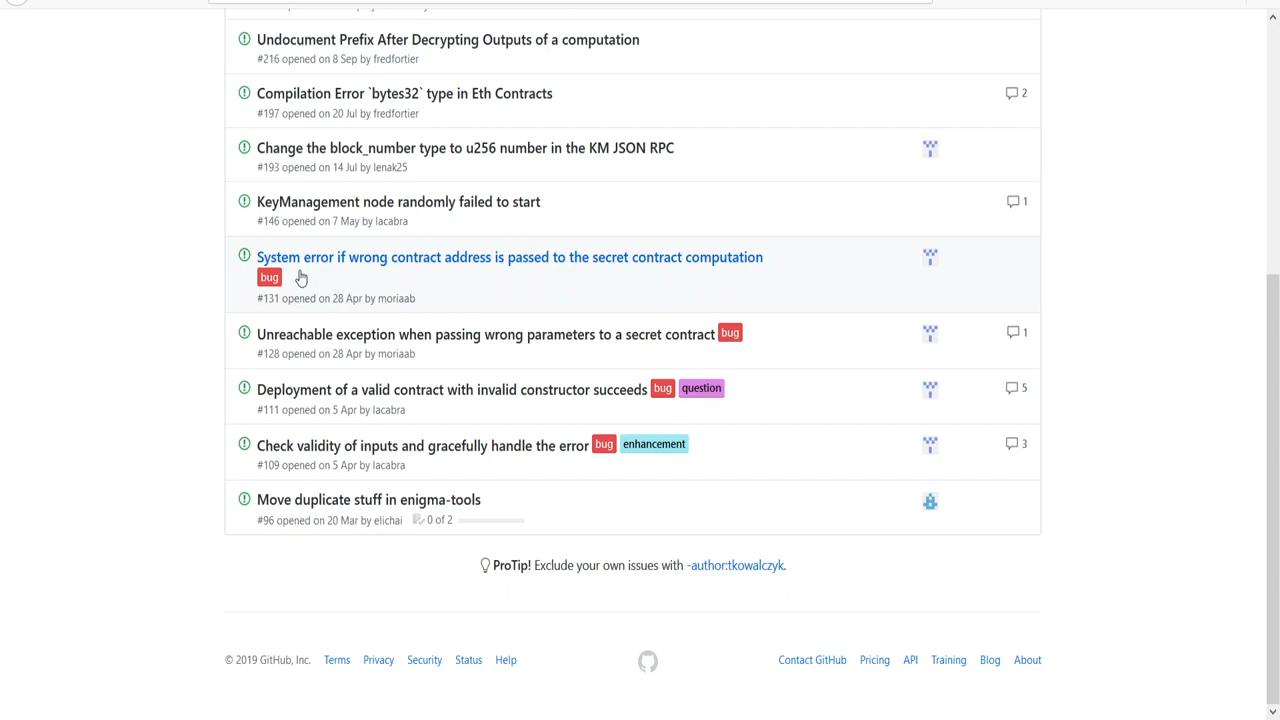 Undocument Prefix After Decrypting Outputs of a computation
#216 opened on 8 Sep by fredfortier
Compilation Error `bytes32` type in Eth Contracts
2
#197 opened on 20 Jul by fredfortier
Change the block_number type to u256 number in the KM JSON RPC
#193 opened on 14 Jul by lenak25
KeyManagement node randomly failed to start
1
#146 opened on 7 May by lacabra
System error if wrong contract address is passed to the secret contract computation
bug
#131 opened on 28 Apr by moriaab
Unreachable exception when passing wrong parameters to a secret contract bug
1
#128 opened on 28 Apr by moriaab
Deployment of a valid contract with invalid constructor succeeds bug question
5
#111 opened on 5 Apr by lacabra
Check validity of inputs and gracefully handle the error bug enhancement
3
#109 opened on 5 Apr by lacabra
Move duplicate stuff in enigma-tools
#96 opened on 20 Mar by elichai 0 of 2
ProTip! Exclude your own issues with -author:tkowalczyk.
© 2019 GitHub, Inc. Terms Privacy Security Status Help Contact GitHub Pricing API Training Blog About